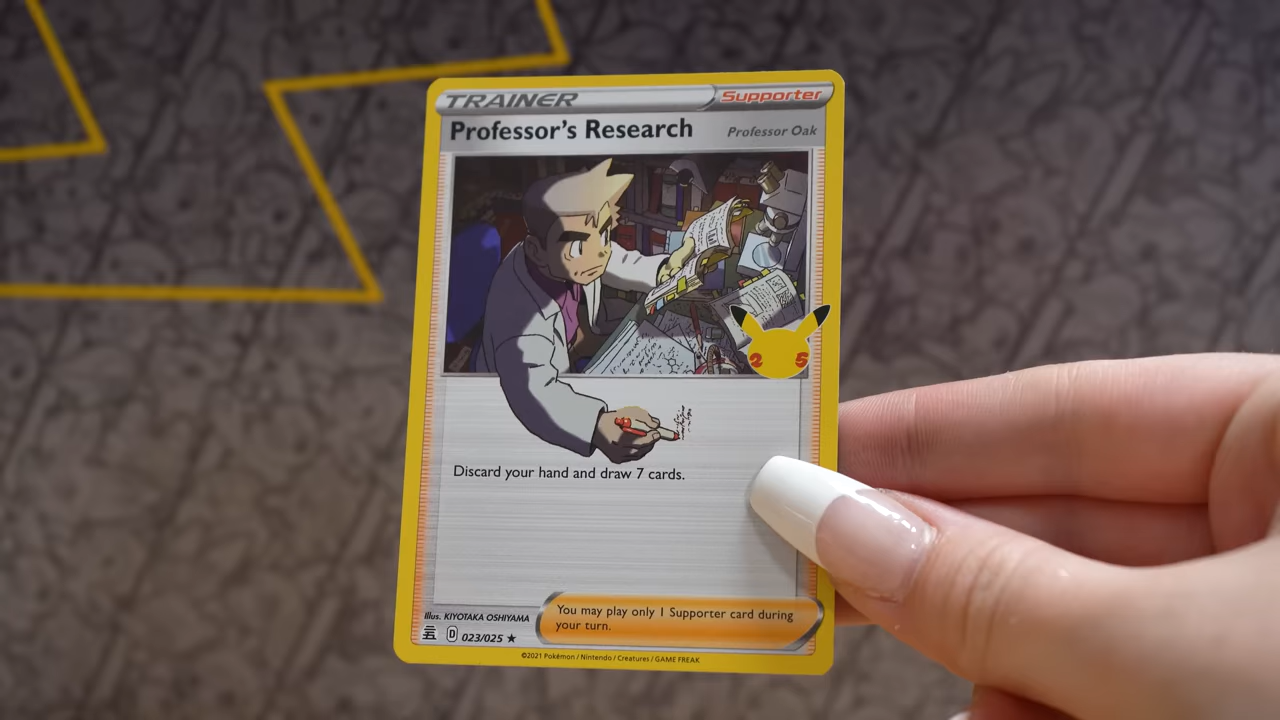 TRAINER
Supporter
Professor's Research
Professor Oak
25
Discard your hand and draw 7 cards.
You may play only 1 Supporter card during
your turn.
Illus. KIYOTAKA OSHIYAMA
D 023/025 ★
©2021 Pokémon / Nintendo / Creatures / GAME FREAK